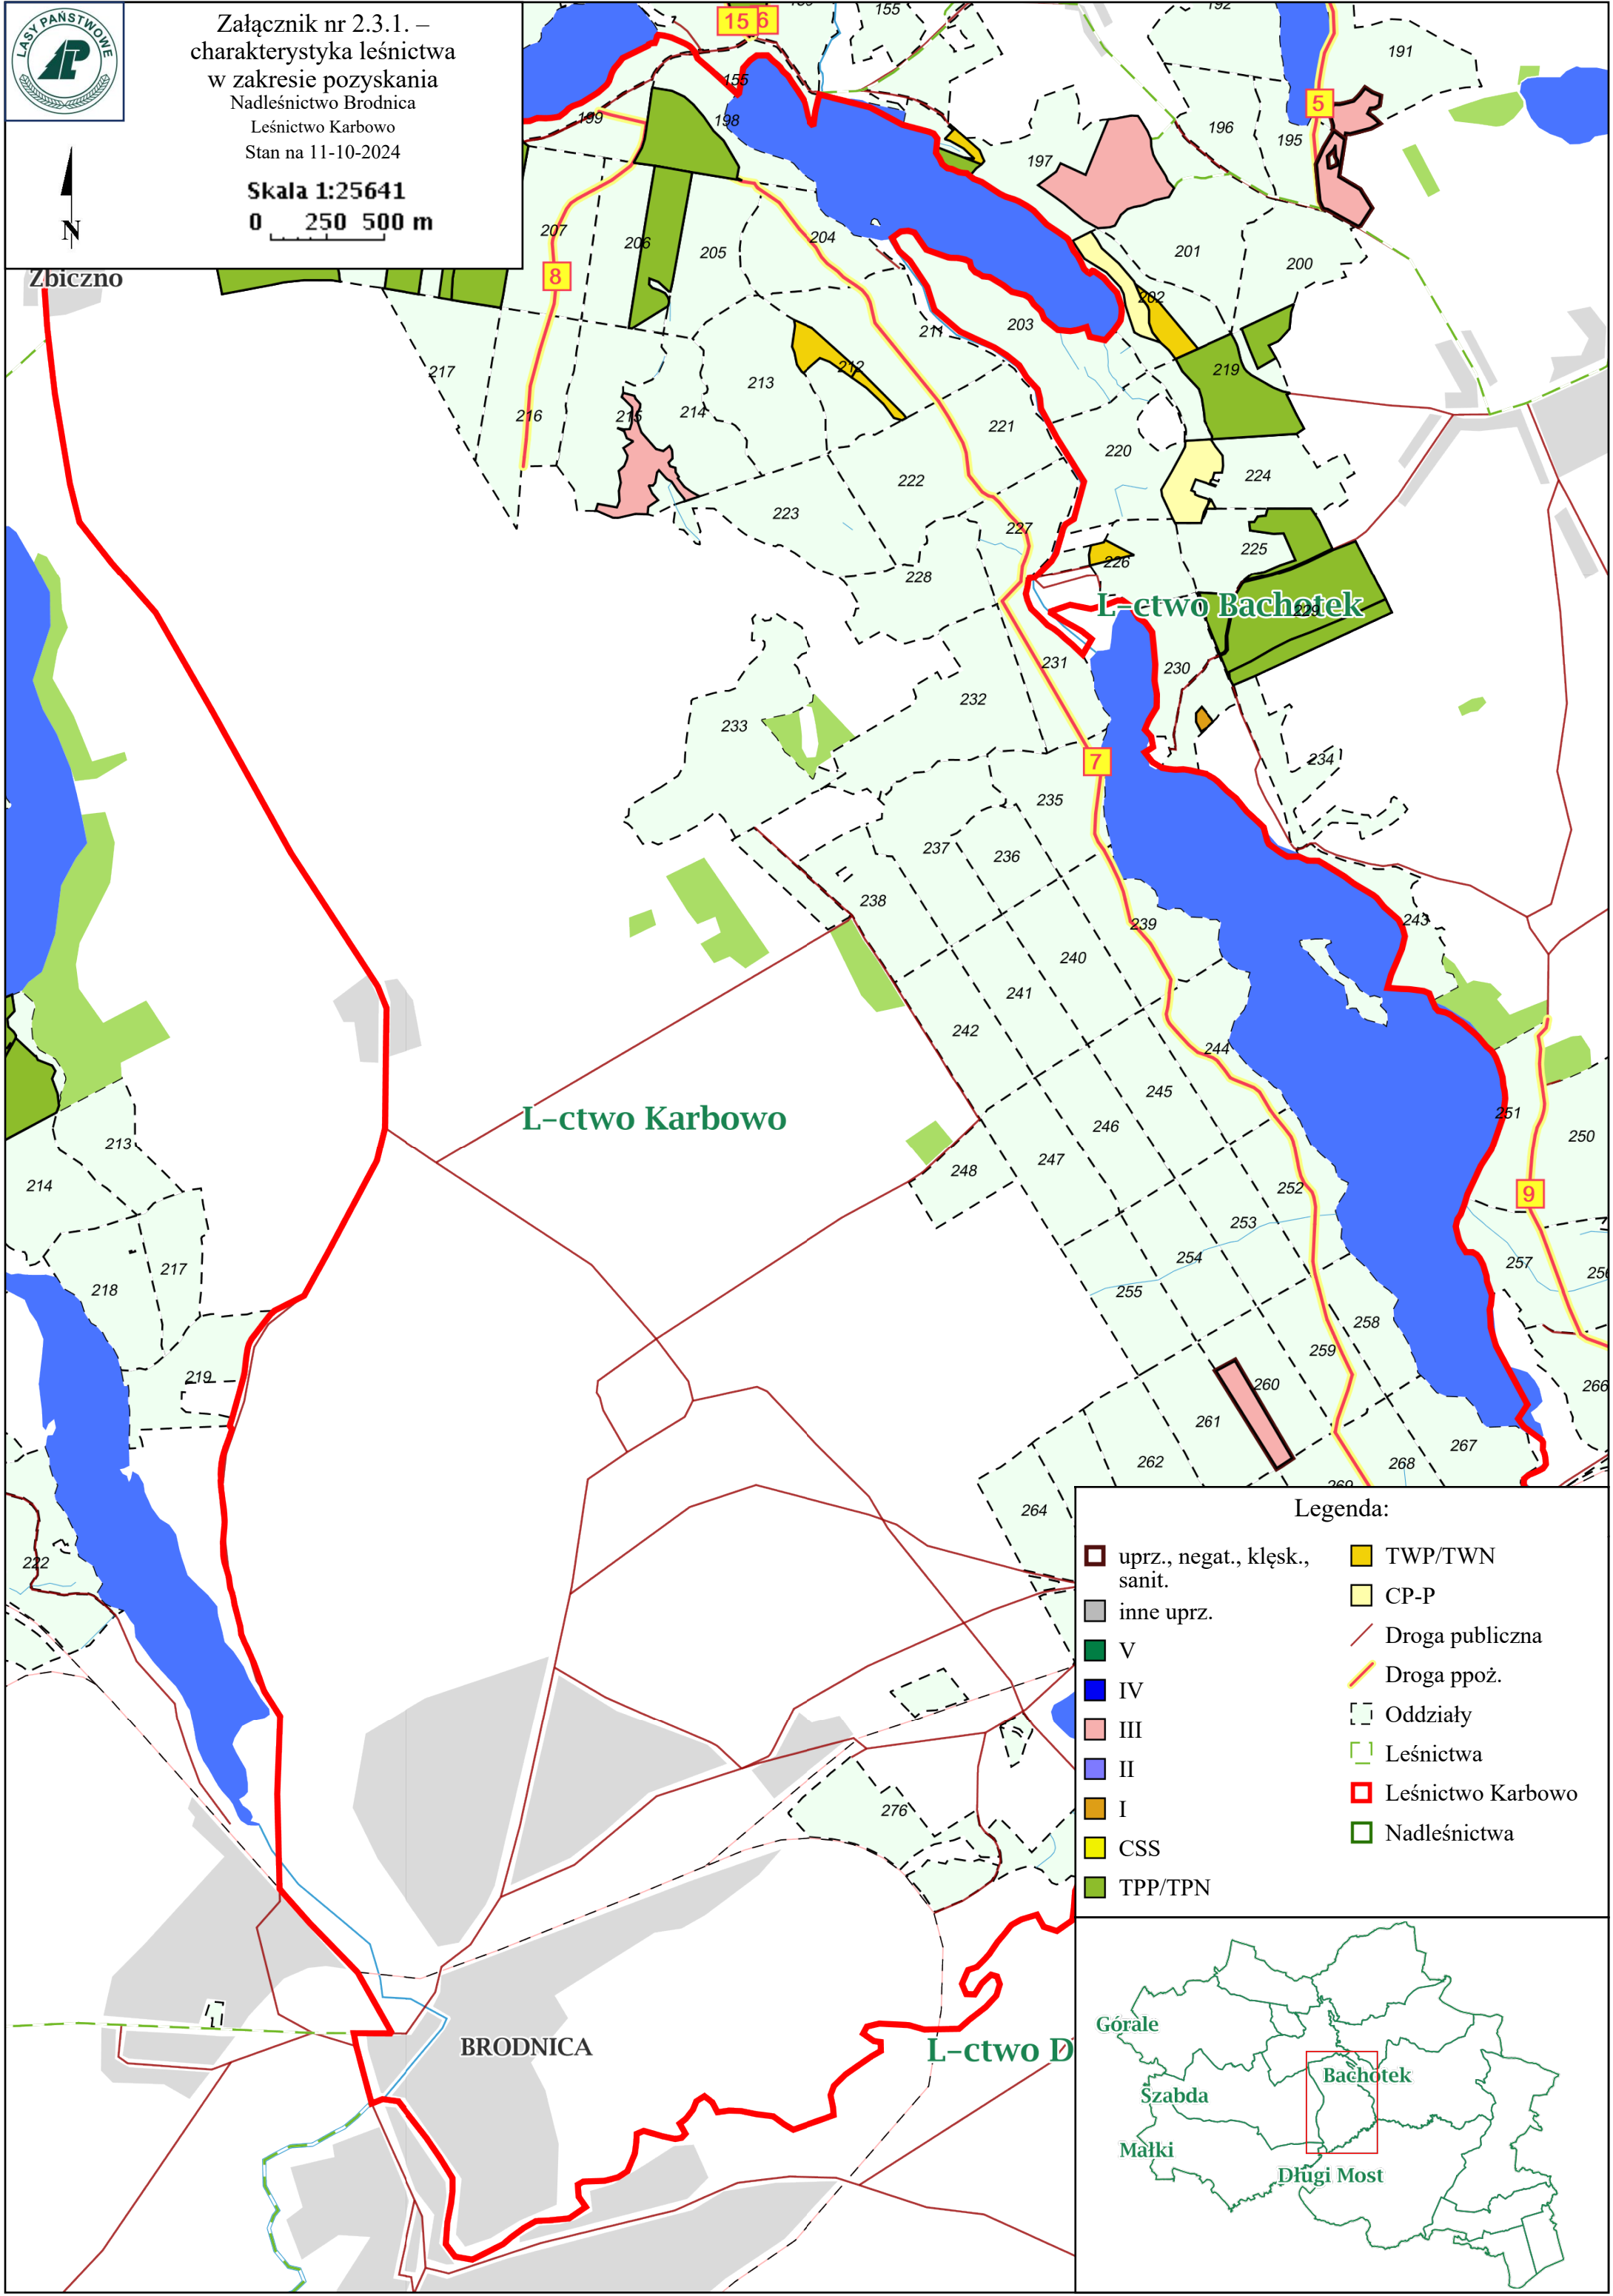 LASY PAŃSTWOWE
Załącznik nr 2.3.1. –
charakterystyka leśnictwa
w zakresie pozyskania
Nadleśnictwo Brodnica
Leśnictwo Karbowo
Stan na 11-10-2024
Skala 1:25641
0 250 500 m
N
15 6
155
192
191
5
155
199
198
196
195
197
207
206
205
204
201
200
8
Zbiczno
202
211
203
217
216
215
214
213
212
219
221
220
222
224
223
227
225
228
226
L-ctwo Bachotek
229
231
230
232
233
7
234
235
237
236
238
239
243
240
241
242
244
245
251
L-ctwo Karbowo
246
250
213
247
248
214
252
9
253
254
257
256
217
218
255
258
259
219
260
266
261
267
262
268
269
264
222
276
Legenda:
uprz., negat., klęsk.,
sanit.
inne uprz.
V
IV
III
II
I
CSS
TPP/TPN
TWP/TWN
CP-P
Droga publiczna
Droga ppoż.
Oddziały
Leśnictwa
Leśnictwo Karbowo
Nadleśnictwa
BRODNICA
L-ctwo D
Górale
Bachotek
Szabda
Małki
Długi Most